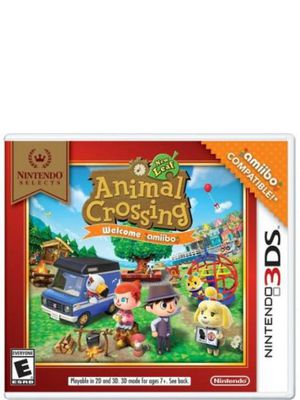 NINTENDO
SELECTS
New
Leaf
Animal
Crossing
Welcome amiibo
amiibo
COMPATIBLE!*
NINTENDO 3DS
EVERYONE
E
ESRB
Playable in 2D and 3D. 3D mode for ages 7+. See back.
Nintendo